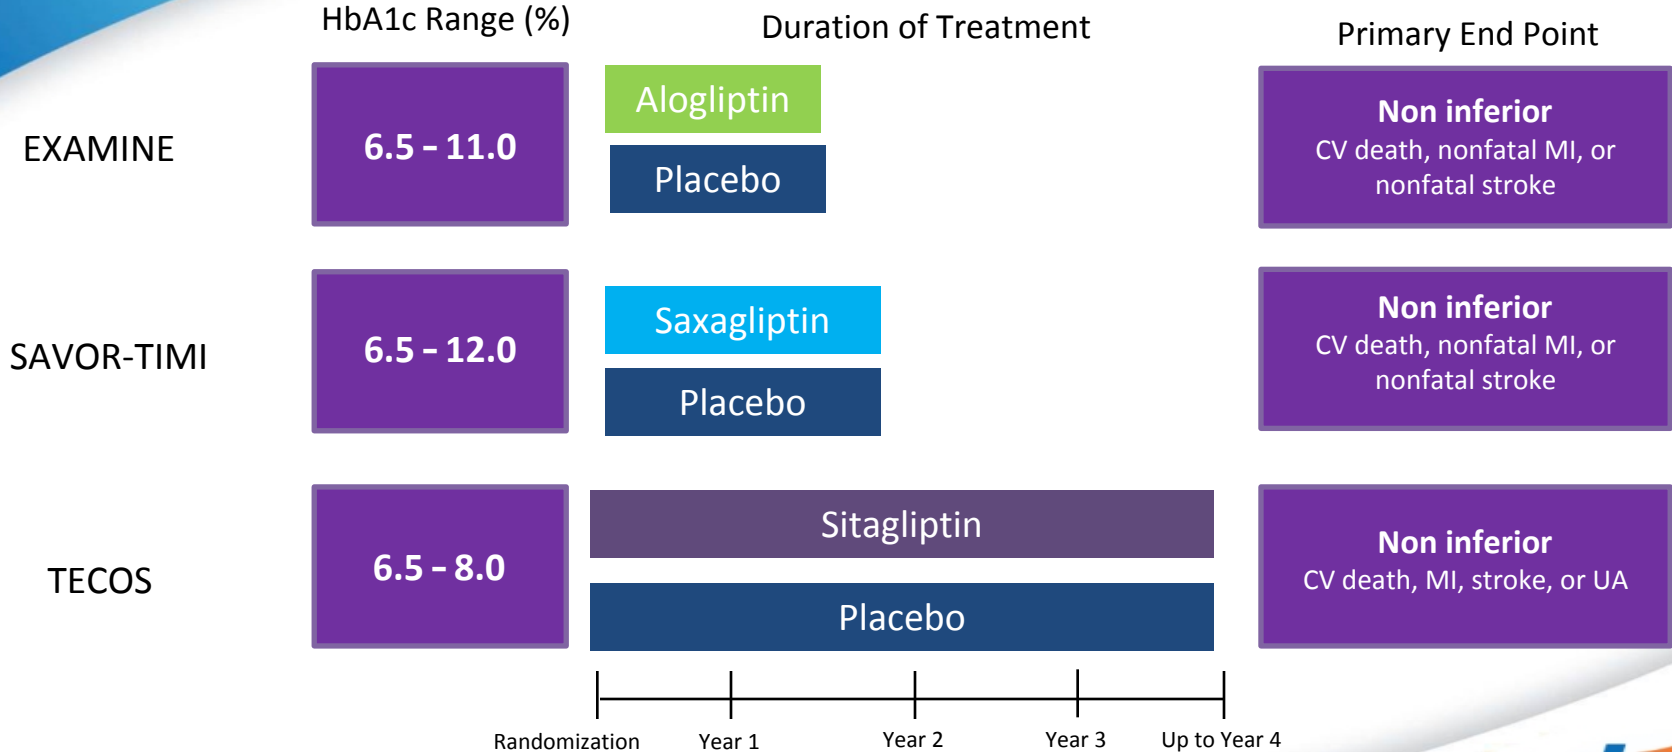 HbA1c Range (%)
Duration of Treatment
Primary End Point
EXAMINE
6.5 – 11.0
Alogliptin
Placebo
Non inferior
CV death, nonfatal MI, or
nonfatal stroke
SAVOR-TIMI
6.5 – 12.0
Saxagliptin
Placebo
Non inferior
CV death, nonfatal MI, or
nonfatal stroke
TECOS
6.5 – 8.0
Sitagliptin
Placebo
Non inferior
CV death, MI, stroke, or UA
Randomization
Year 1
Year 2
Year 3
Up to Year 4